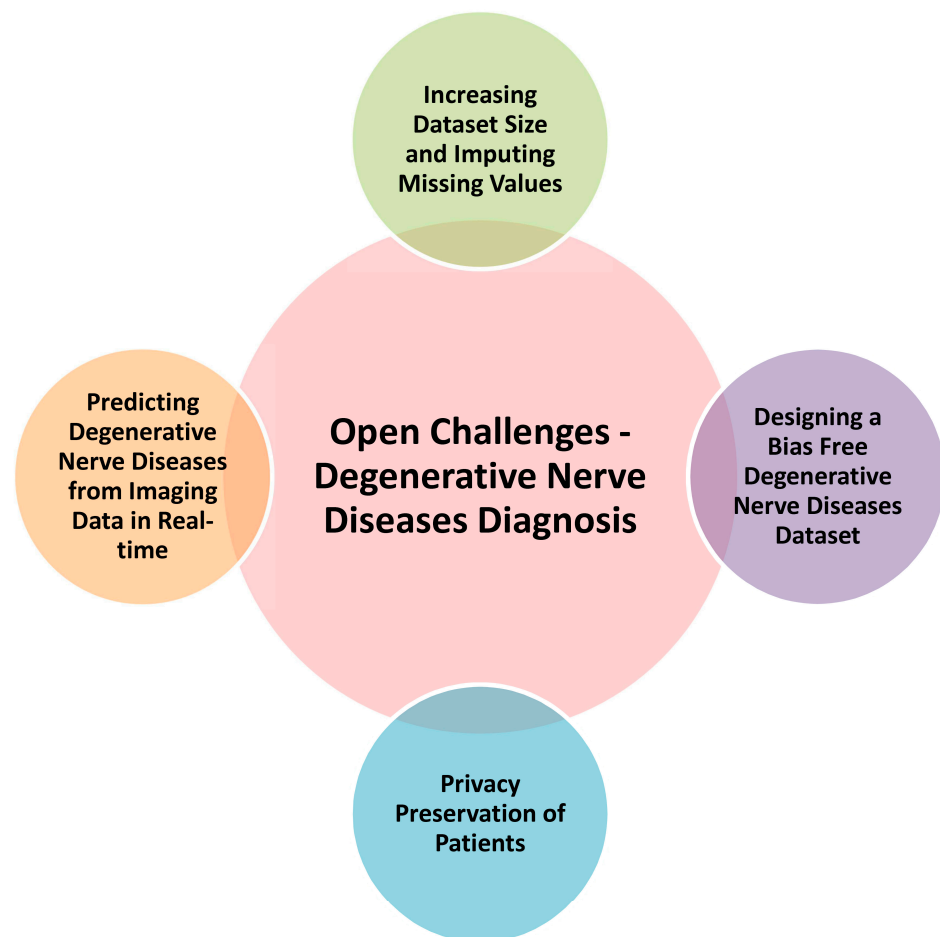 Increasing
Dataset Size
and Imputing
Missing Values
Predicting
Degenerative
Nerve Diseases
from Imaging
Data in Real-
time
Open Challenges -
Degenerative Nerve
Diseases Diagnosis
Designing a
Bias Free
Degenerative
Nerve Diseases
Dataset
Privacy
Preservation of
Patients